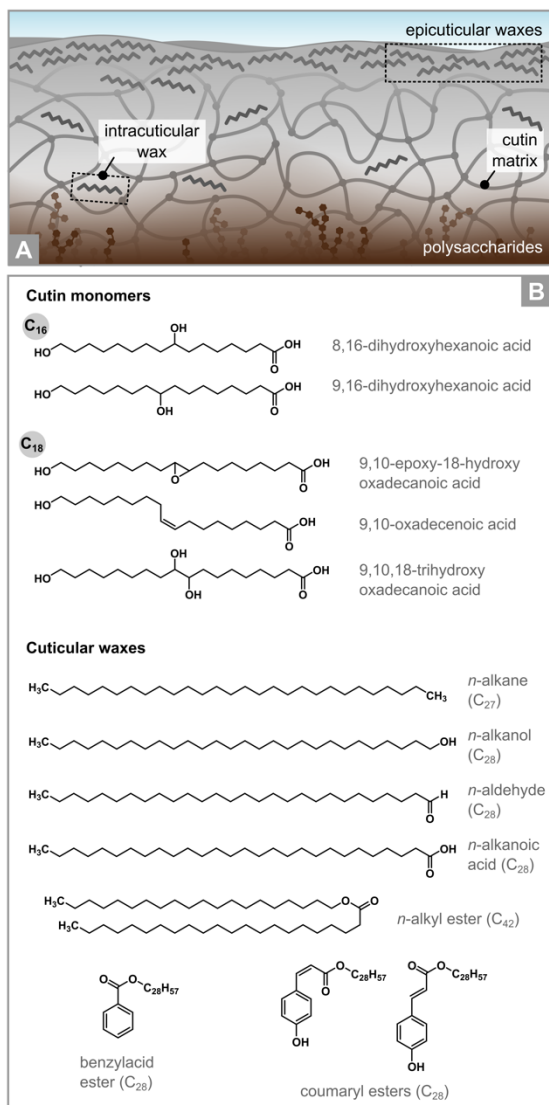 epicuticular waxes
intracuticular
wax
cutin
matrix
polysaccharides
A
B
Cutin monomers
C₁₆
OH
HO
OH
O
8,16-dihydroxyhexanoic acid
HO
OH
OH
O
9,16-dihydroxyhexanoic acid
C₁₈
HO
O
OH
O
9,10-epoxy-18-hydroxy
oxadecanoic acid
HO
OH
O
9,10-oxadecenoic acid
OH
HO
OH
OH
O
9,10,18-trihydroxy
oxadecanoic acid
Cuticular waxes
H₃C
CH₃
n-alkane
(C₂₇)
H₃C
OH
n-alkanol
(C₂₈)
H₃C
H
O
n-aldehyde
(C₂₈)
H₃C
OH
O
n-alkanoic
acid (C₂₈)
H₃C
O
O
H₃C
n-alkyl ester (C₄₂)
O
O
C₂₈H₅₇
benzylacid
ester (C₂₈)
O
C₂₈H₅₇
O
OH
O
C₂₈H₅₇
O
OH
coumaryl esters (C₂₈)